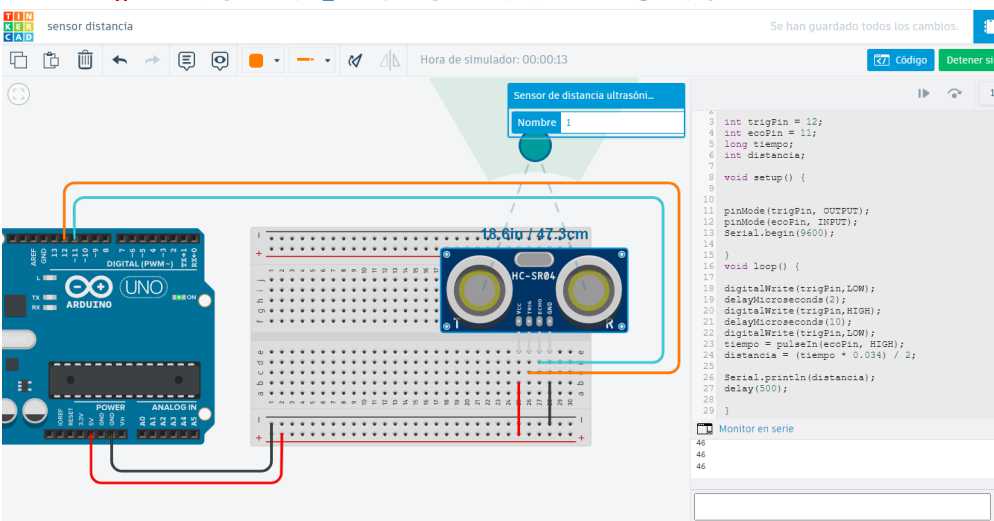 TIN
KER
CAD
sensor distancia
Se han guardado todos los cambios.
Hora de simulador: 00:00:13
Código
Detener si
Sensor de distancia ultrasóni...
Nombre 1
18.6in / 47.3cm
HC-SR04
VCC
TRIG
ECHO
GND
T
R
AREF
GND
13
12
~11
~10
~9
8
7
~6
~5
4
~3
2
TX→1
RX←0
DIGITAL (PWM~)
L
TX
RX
ARDUINO
UNO
ON
POWER
ANALOG IN
IOREF
RESET
3.3V
5V
GND
GND
Vin
A0
A1
A2
A3
A4
A5
1
2
3 int trigPin = 12;
4 int ecoPin = 11;
5 long tiempo;
6 int distancia;
7
8 void setup() {
9
10
11 pinMode(trigPin, OUTPUT);
12 pinMode(ecoPin, INPUT);
13 Serial.begin(9600);
14
15 }
16 void loop() {
17
18 digitalWrite(trigPin,LOW);
19 delayMicroseconds(2);
20 digitalWrite(trigPin,HIGH);
21 delayMicroseconds(10);
22 digitalWrite(trigPin,LOW);
23 tiempo = pulseIn(ecoPin, HIGH);
24 distancia = (tiempo * 0.034) / 2;
25
26 Serial.println(distancia);
27 delay(500);
28
29 }
Monitor en serie
46
46
46